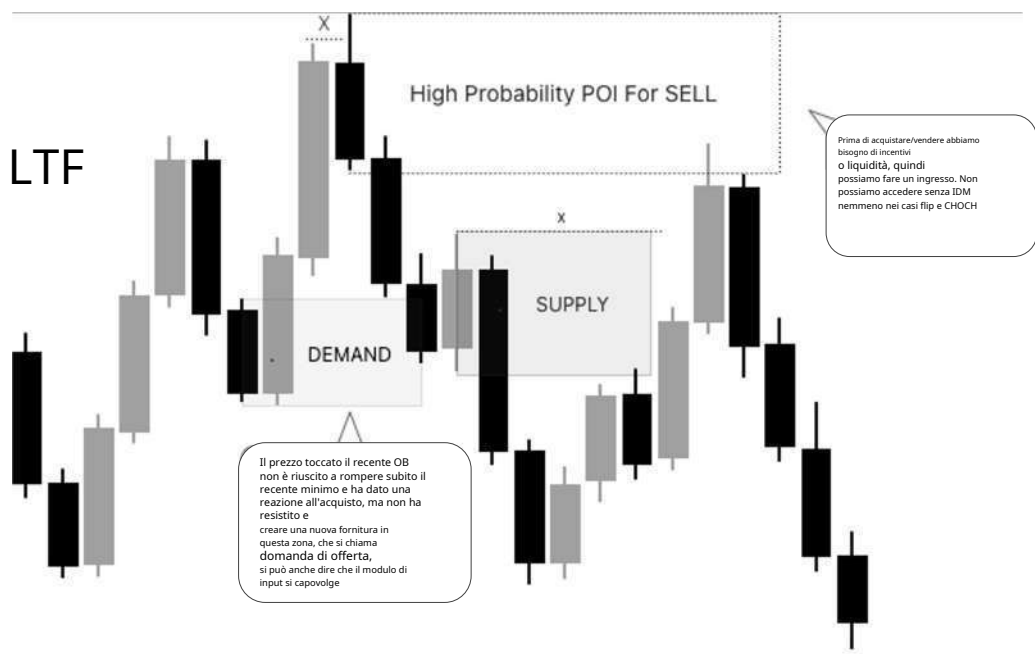 X
High Probability POI For SELL
LTF
Prima di acquistare/vendere abbiamo
bisogno di incentivi
o liquidità, quindi
possiamo fare un ingresso. Non
possiamo accedere senza IDM
nemmeno nei casi flip e CHOCH
x
SUPPLY
DEMAND
Il prezzo toccato il recente OB
non è riuscito a rompere subito il
recente minimo e ha dato una
reazione all'acquisto, ma non ha
resistito e
creare una nuova fornitura in
questa zona, che si chiama
domanda di offerta,
si può anche dire che il modulo di
input si capovolge